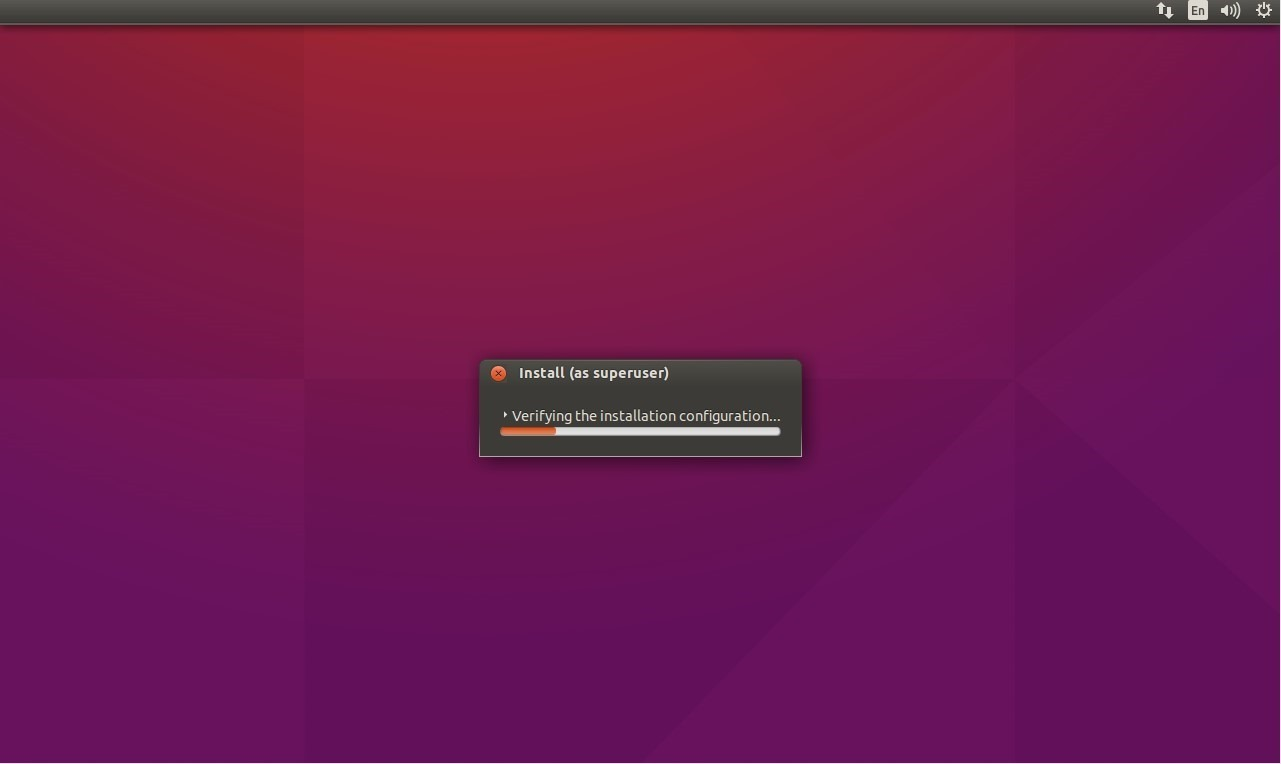 En
Install (as superuser)
Verifying the installation configuration...